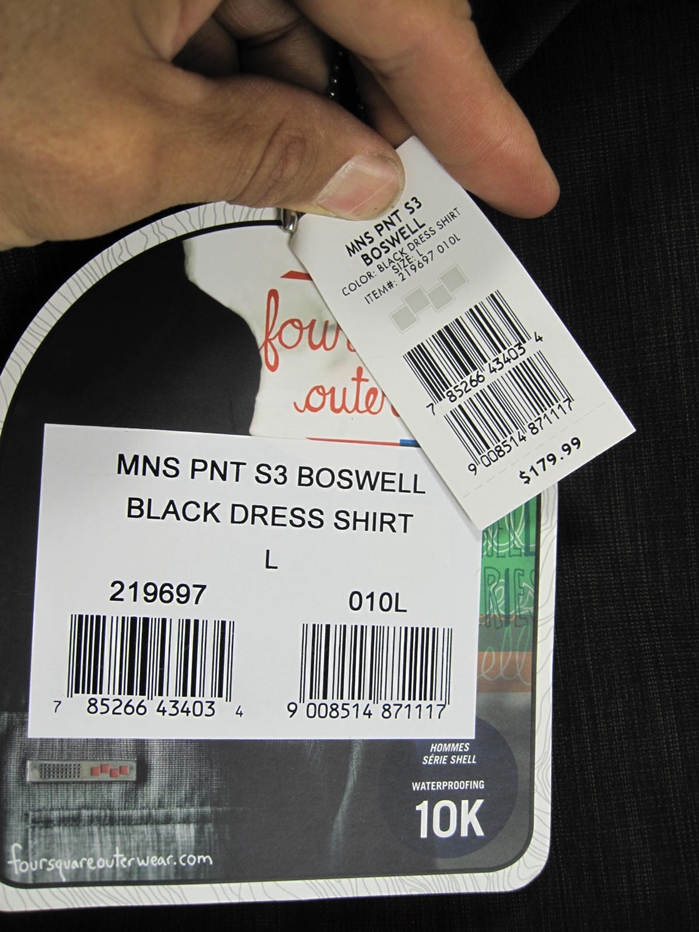 MNS PNT S3
BOSWELL
COLOR: BLACK DRESS SHIRT
SIZE: L
ITEM#: 219697 010L
7 85266 43403 4
9 008514 871117
$179.99
four
outer
MNS PNT S3 BOSWELL
BLACK DRESS SHIRT
L
219697 010L
7 85266 43403 4
9 008514 871117
HOMMES
SÉRIE SHELL
WATERPROOFING
10K
foursquareouterwear.com